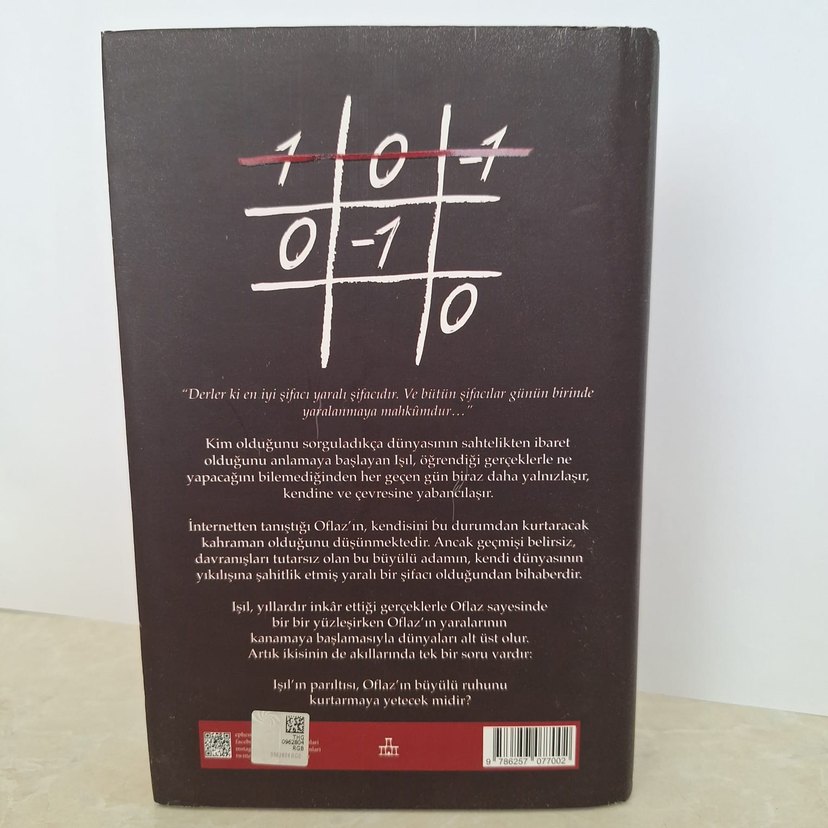 1 0 -1
0 -1
0
“Derler ki en iyi şifacı yaralı şifacıdır. Ve bütün şifacılar günün birinde
yaralanmaya mahkûmdur…”
Kim olduğunu sorguladıkça dünyasının sahtelikten ibaret
olduğunu anlamaya başlayan Işıl, öğrendiği gerçeklerle ne
yapacağını bilemediğinden her geçen gün biraz daha yalnızlaşır,
kendine ve çevresine yabancılaşır.
İnternetten tanıştığı Oflaz’ın, kendisini bu durumdan kurtaracak
kahraman olduğunu düşünmektedir. Ancak geçmişi belirsiz,
davranışları tutarsız olan bu büyülü adamın, kendi dünyasının
yıkılışına şahitlik etmiş yaralı bir şifacı olduğundan bihaberdir.
Işıl, yıllardır inkâr ettiği gerçeklerle Oflaz sayesinde
bir bir yüzleşirken Oflaz’ın yaralarının
kanamaya başlamasıyla dünyaları alt üst olur.
Artık ikisinin de akıllarında tek bir soru vardır:
Işıl’ın parıltısı, Oflaz’ın büyülü ruhunu
kurtarmaya yetecek midir?
THG
0962804
RGB
9 786257 077002